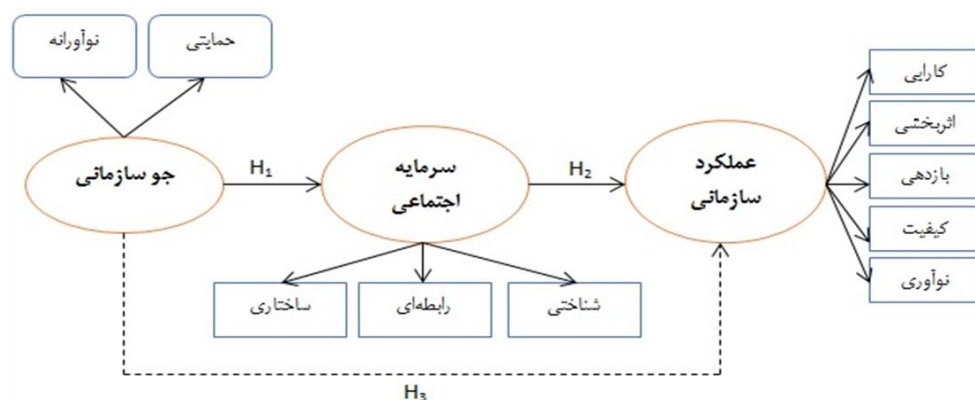 نوآورانه
حمایتی
جو سازمانی
H₁
سرمایه
اجتماعی
H₂
عملکرد
سازمانی
کارایی
اثربخشی
بازدهی
کیفیت
نوآوری
ساختاری
رابطه‌ای
شناختی
H₃